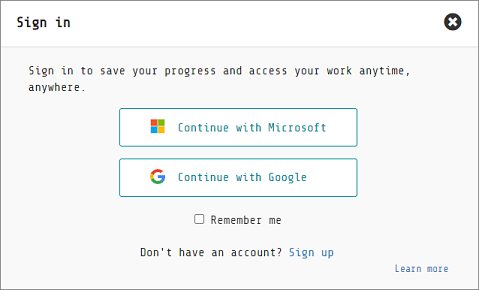 Sign in
Sign in to save your progress and access your work anytime,
anywhere.
Continue with Microsoft
Continue with Google
Remember me
Don't have an account? Sign up
Learn more